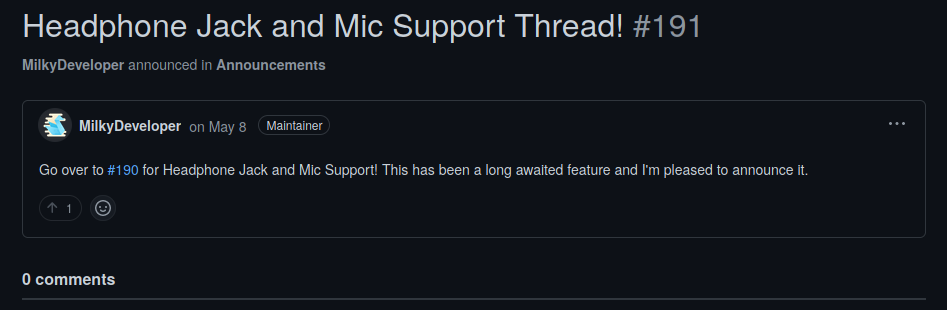 Headphone Jack and Mic Support Thread! #191
MilkyDeveloper announced in Announcements
MilkyDeveloper on May 8 Maintainer
Go over to #190 for Headphone Jack and Mic Support! This has been a long awaited feature and I'm pleased to announce it.
1
0 comments